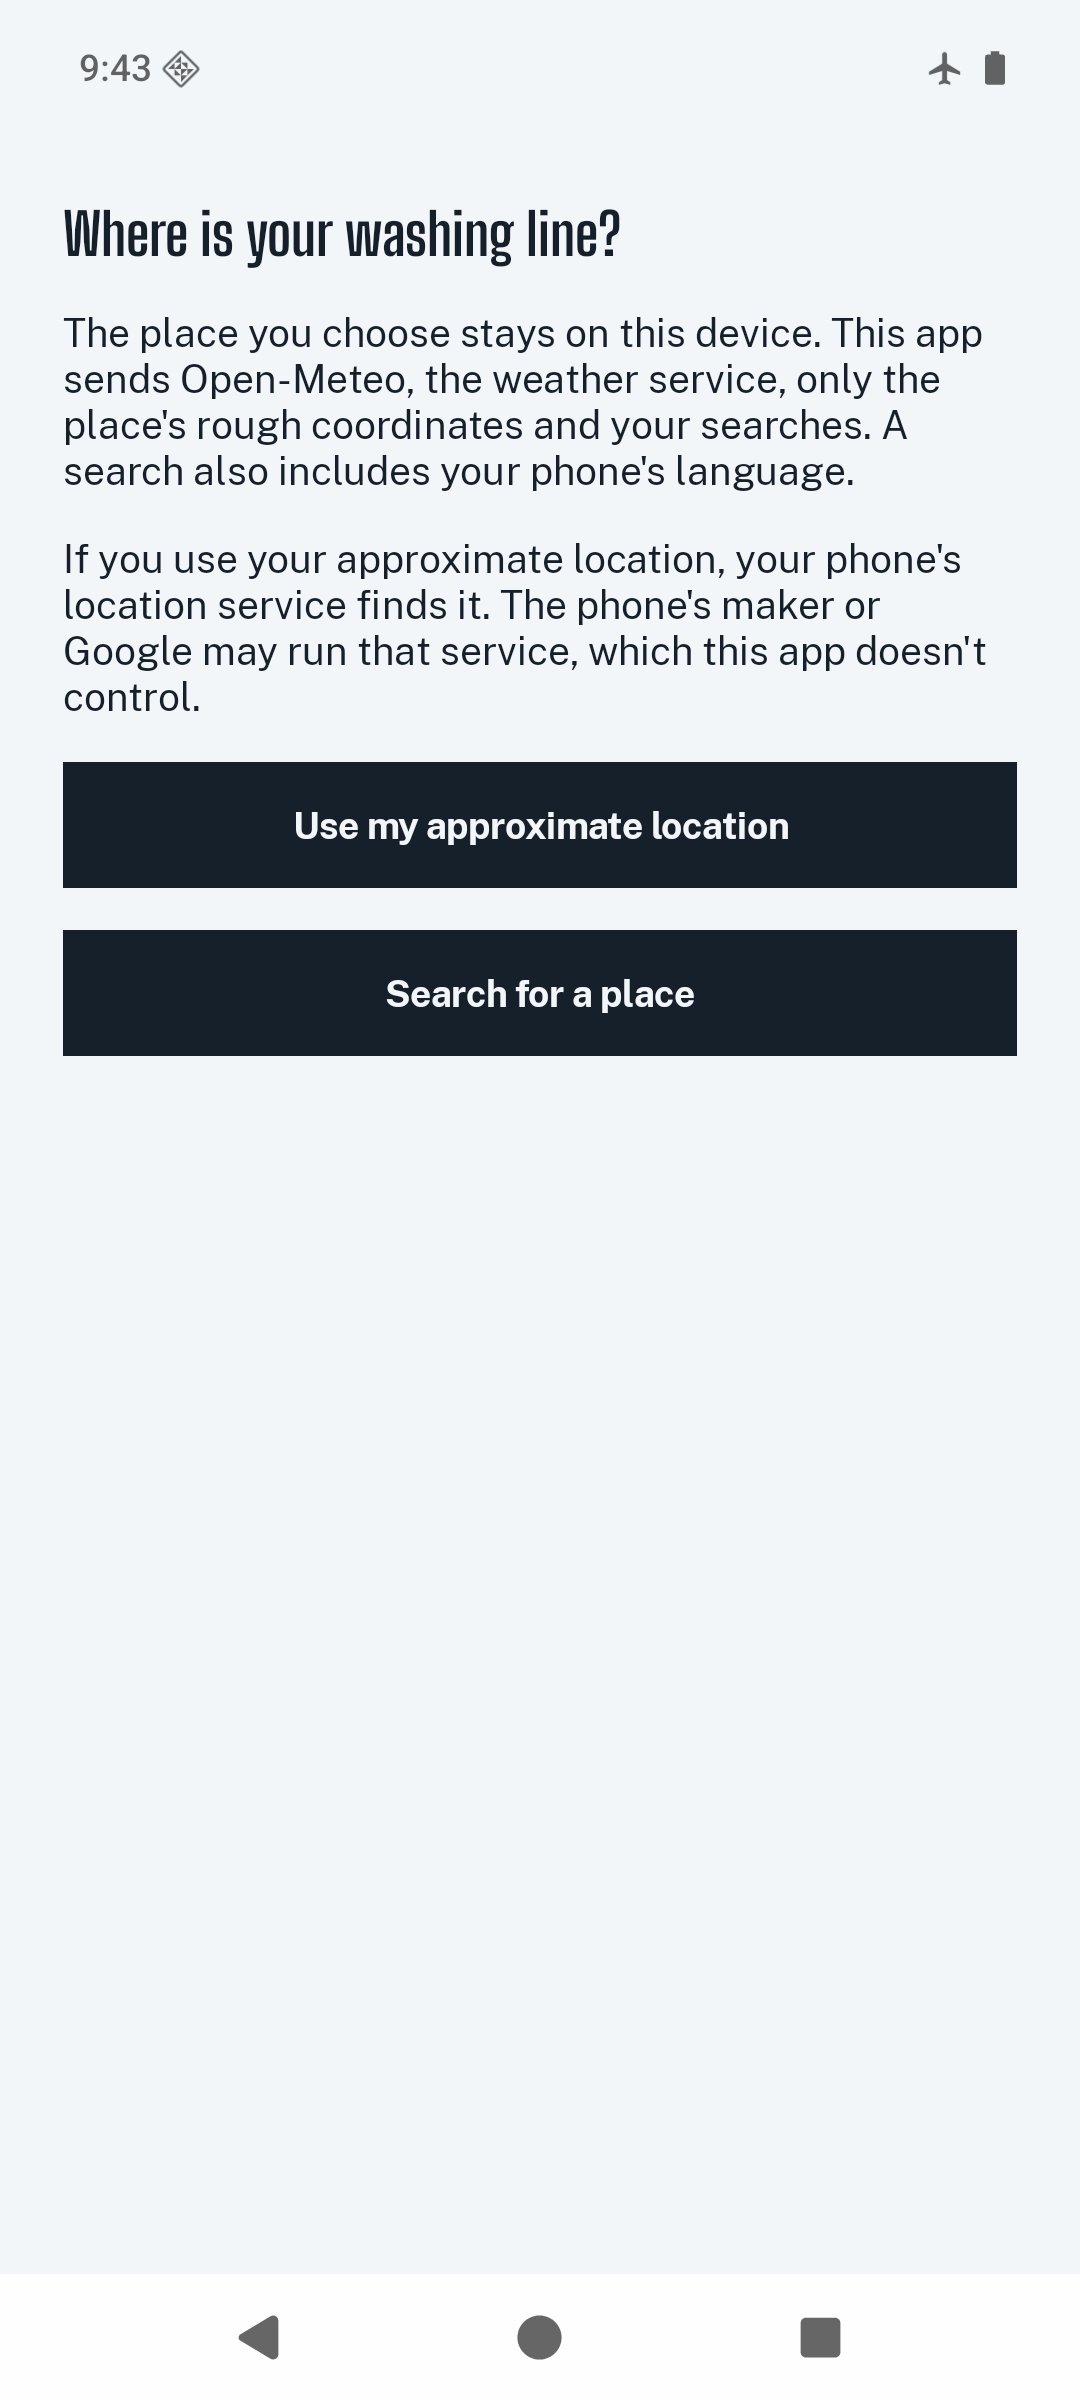 9:43
Where is your washing line?
The place you choose stays on this device. This app
sends Open-Meteo, the weather service, only the
place's rough coordinates and your searches. A
search also includes your phone's language.
If you use your approximate location, your phone's
location service finds it. The phone's maker or
Google may run that service, which this app doesn't
control.
Use my approximate location
Search for a place